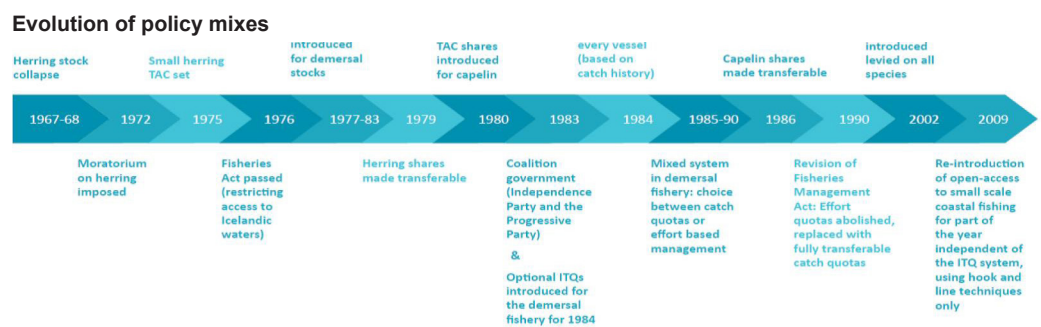 Evolution of policy mixes
Herring stock
collapse
Small herring
TAC set
introduced
for demersal
stocks
TAC shares
introduced
for capelin
every vessel
(based on
catch history)
Capelin shares
made transferable
introduced
levied on all
species
1967-68
1972
1975
1976
1977-83
1979
1980
1983
1984
1985-90
1986
1990
2002
2009
Moratorium
on herring
imposed
Fisheries
Act passed
(restricting
access to
Icelandic
waters)
Herring shares
made transferable
Coalition
government
(Independence
Party and the
Progressive
Party)
&
Optional ITQs
introduced for
the demersal
fishery for 1984
Mixed system
in demersal
fishery: choice
between catch
quotas or
effort based
management
Revision of
Fisheries
Management
Act: Effort
quotas abolished,
replaced with
fully transferable
catch quotas
Re-introduction
of open-access
to small scale
coastal fishing
for part of
the year
independent of
the ITQ system,
using hook and
line techniques
only